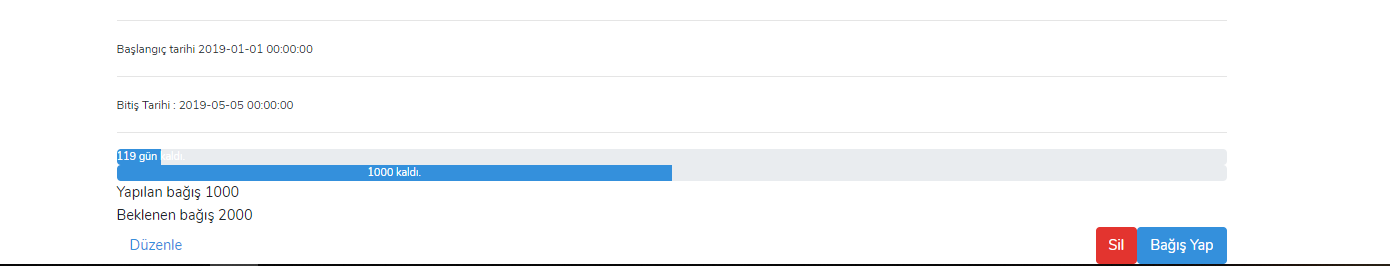 Başlangıç tarihi 2019-01-01 00:00:00
Bitiş Tarihi : 2019-05-05 00:00:00
119 gün kaldı.
1000 kaldı.
Yapılan bağış 1000
Beklenen bağış 2000
Düzenle Sil Bağış Yap